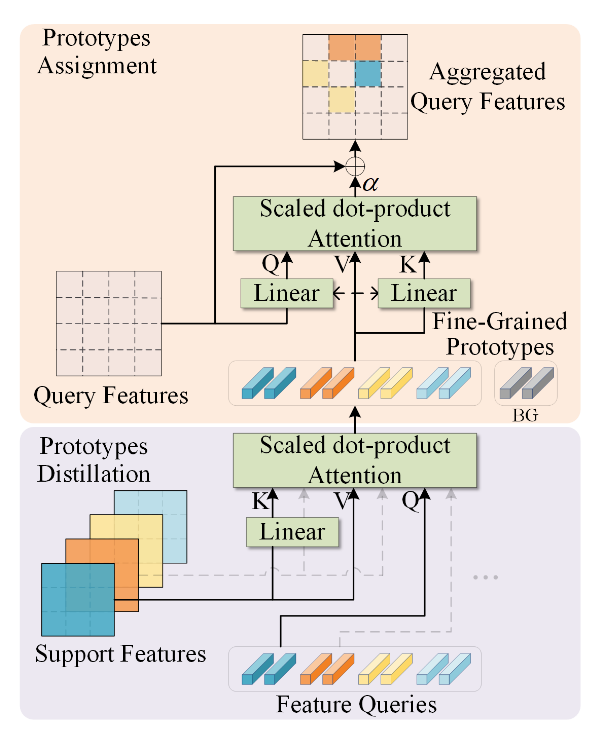 Prototypes
Assignment
Aggregated
Query Features
α
Scaled dot-product
Attention
Q
V
K
Linear
Linear
Fine-Grained
Prototypes
Query Features
BG
Prototypes
Distillation
Scaled dot-product
Attention
K
V
Q
Linear
...
Support Features
Feature Queries